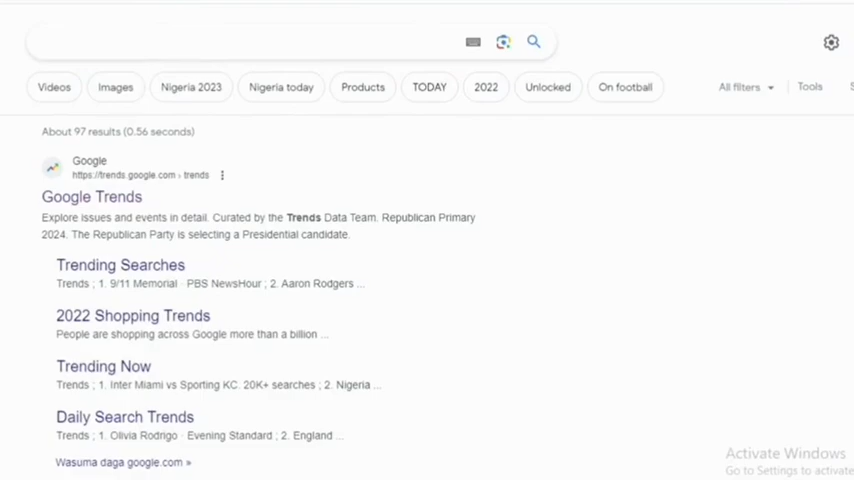 Videos
Images
Nigeria 2023
Nigeria today
Products
TODAY
2022
Unlocked
On football
All filters
Tools
About 97 results (0.56 seconds)
Google
https://trends.google.com › trends
Google Trends
Explore issues and events in detail. Curated by the Trends Data Team. Republican Primary
2024. The Republican Party is selecting a Presidential candidate.
Trending Searches
Trends ; 1. 9/11 Memorial · PBS NewsHour ; 2. Aaron Rodgers ...
2022 Shopping Trends
People are shopping across Google more than a billion ...
Trending Now
Trends ; 1. Inter Miami vs Sporting KC. 20K+ searches ; 2. Nigeria ...
Daily Search Trends
Trends ; 1. Olivia Rodrigo · Evening Standard ; 2. England ...
Wasuma daga google.com »
Activate Windows
Go to Settings to activate